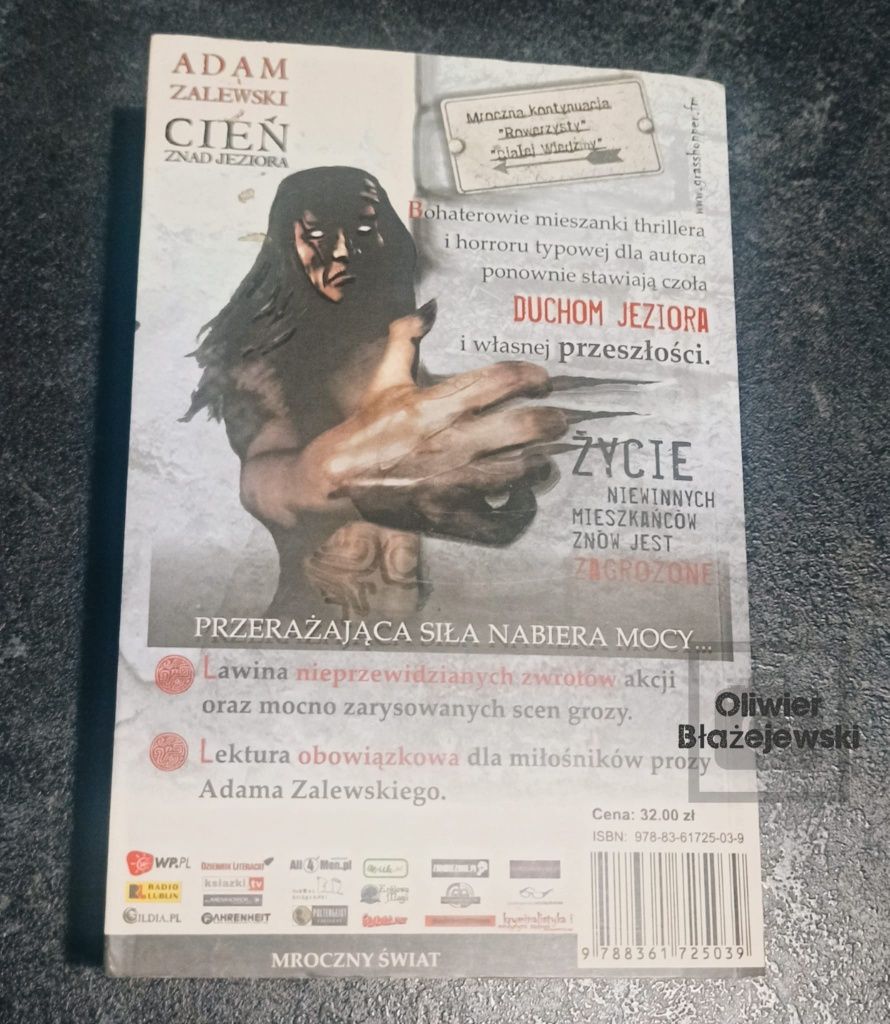 ADAM
ZALEWSKI
CIEŃ
ZNAD JEZIORA
Mroczna kontynuacja
"Rowerzysty"
"Białej Wiedźmy"
www.grasshopper.fm
Bohaterowie mieszanki thrillera
i horroru typowej dla autora
ponownie stawiają czoła
DUCHOM JEZIORA
i własnej przeszłości.
ŻYCIE
NIEWINNYCH
MIESZKAŃCÓW
ZNÓW JEST
ZAGROŻONE
PRZERAŻAJĄCA SIŁA NABIERA MOCY...
Lawina nieprzewidzianych zwrotów akcji
oraz mocno zarysowanych scen grozy.
Lektura obowiązkowa dla miłośników prozy
Adama Zalewskiego.
Oliwier
Błażejewski
Cena: 32.00 zł
ISBN: 978-83-61725-03-9
WP.PL
DZIENNIK LITERACKI
All4Men.pl
RADIO
LUBLIN
książki tv
GILDIA.PL
FAHRENHEIT
POLTERGEIST
kryminalistyka i
9 788361 725039
MROCZNY ŚWIAT